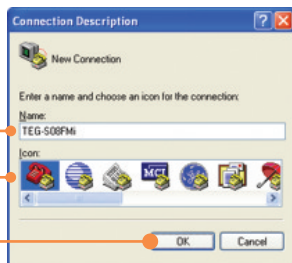 Connection Description
New Connection
Enter a name and choose an icon for the connection:
Name:
TEG-S08FMi
Icon:
MCI
OK Cancel